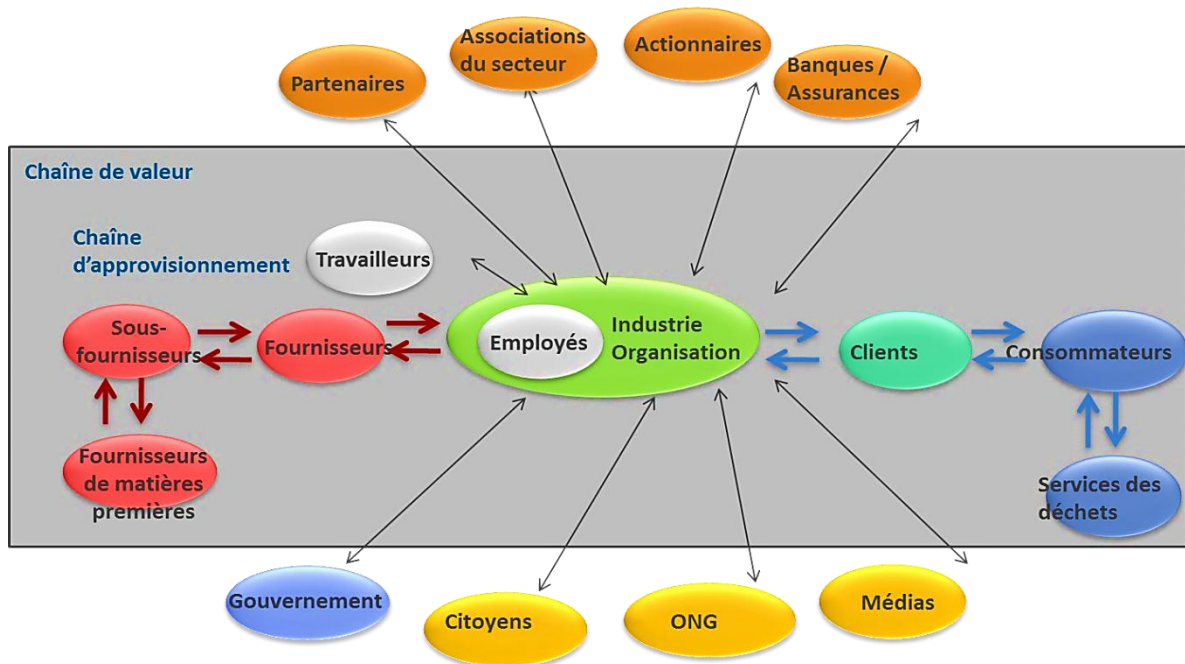 Associations
du secteur
Actionnaires
Partenaires
Banques /
Assurances
Chaîne de valeur
Chaîne
d’approvisionnement
Travailleurs
Sous-
fournisseurs
Fournisseurs
Employés
Industrie
Organisation
Clients
Consommateurs
Fournisseurs
de matières
premières
Services des
déchets
Gouvernement
Citoyens
ONG
Médias